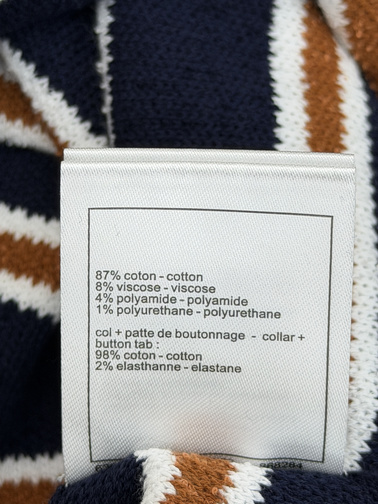 87% coton - cotton
8% viscose - viscose
4% polyamide - polyamide
1% polyurethane - polyurethane
col + patte de boutonnage - collar +
button tab :
98% coton - cotton
2% elasthanne - elastane